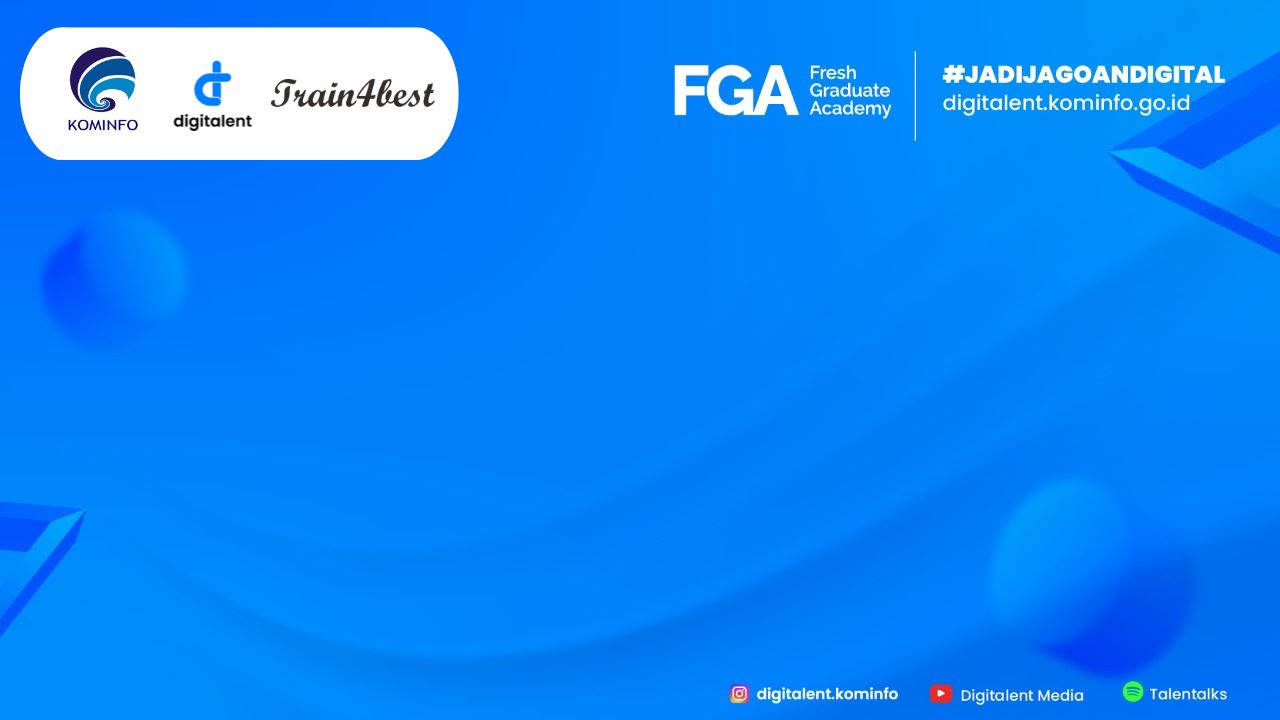 KOMINFO
digitalent
Train4best
FGA
Fresh
Graduate
Academy
#JADIJAGOANDIGITAL
digitalent.kominfo.go.id
digitalent.kominfo
Digitalent Media
Talentalks